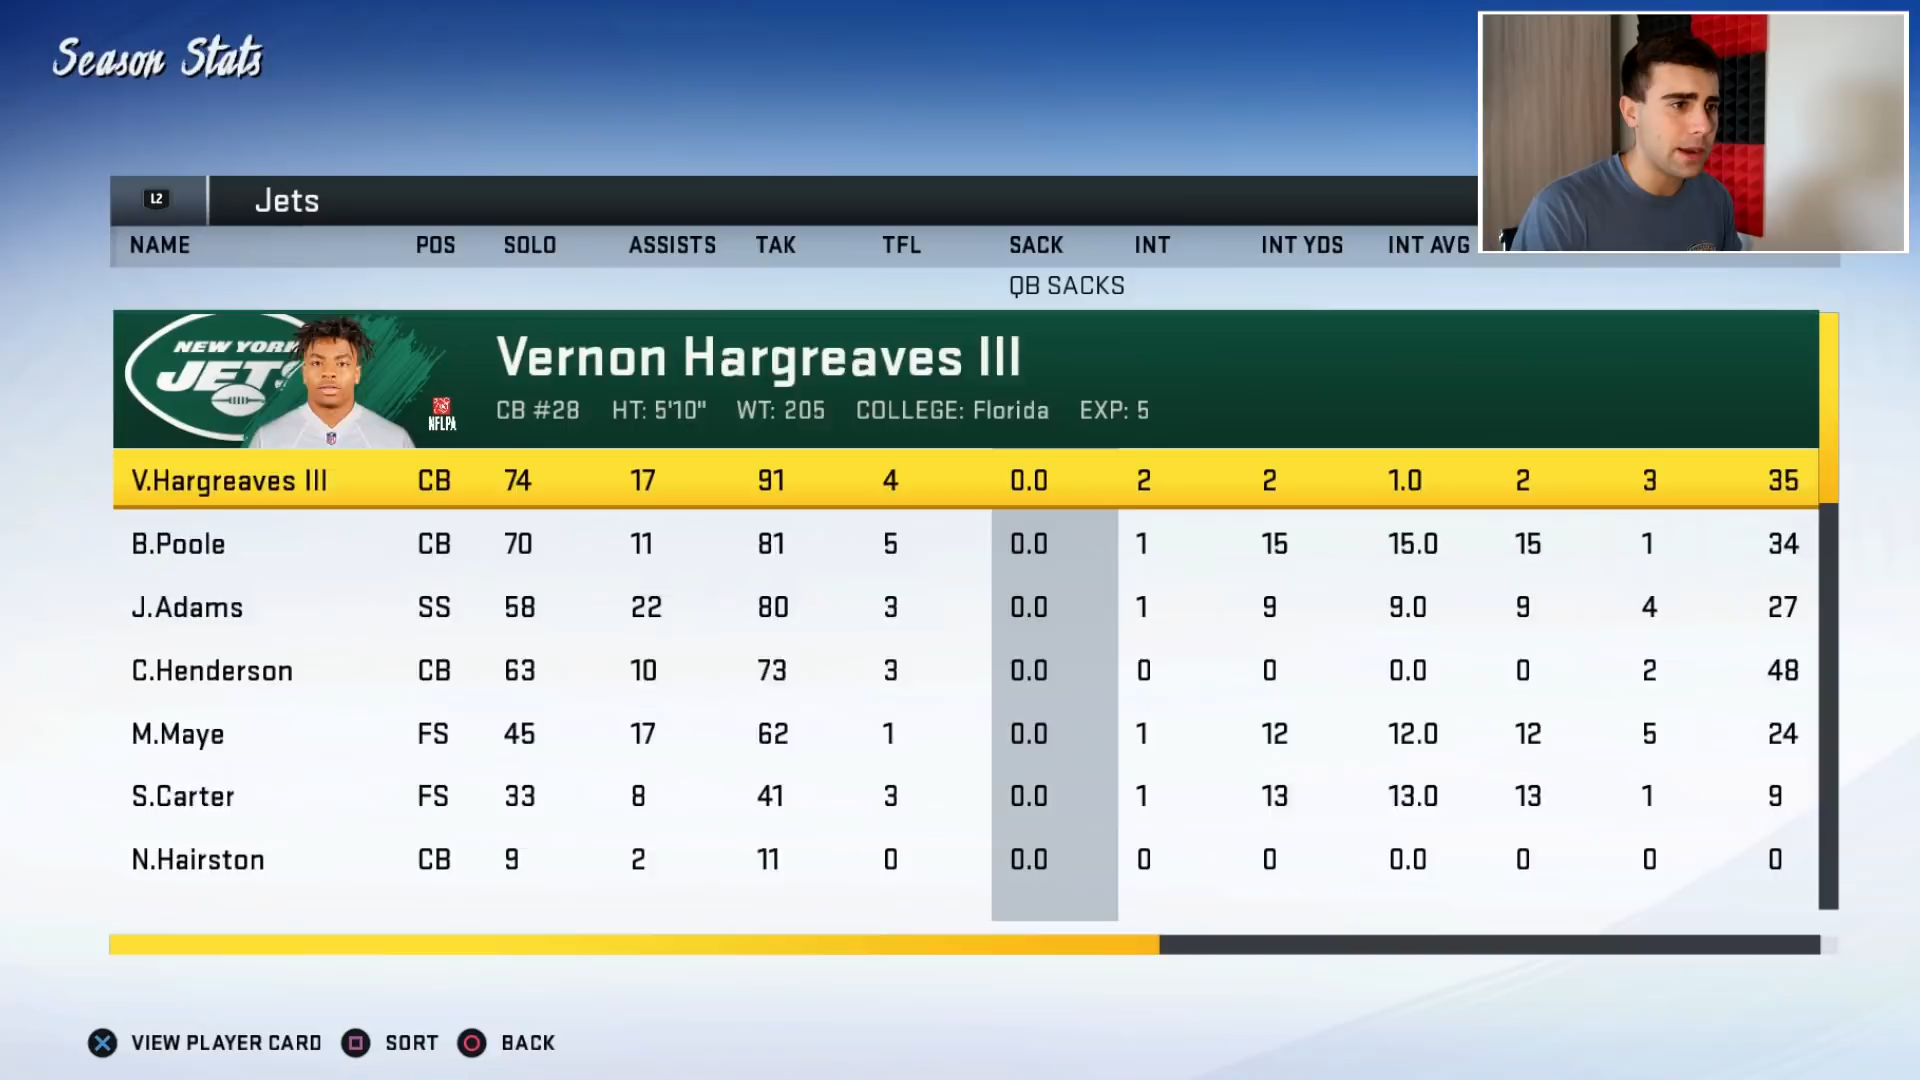 Season Stats
L2 Jets
NAME POS SOLO ASSISTS TAK TFL SACK INT INT YDS INT AVG
QB SACKS
NEW YORK JETS
NFLPA
Vernon Hargreaves III
CB #28 HT: 5'10" WT: 205 COLLEGE: Florida EXP: 5
V.Hargreaves III CB 74 17 91 4 0.0 2 2 1.0 2 3 35
B.Poole CB 70 11 81 5 0.0 1 15 15.0 15 1 34
J.Adams SS 58 22 80 3 0.0 1 9 9.0 9 4 27
C.Henderson CB 63 10 73 3 0.0 0 0 0.0 0 2 48
M.Maye FS 45 17 62 1 0.0 1 12 12.0 12 5 24
S.Carter FS 33 8 41 3 0.0 1 13 13.0 13 1 9
N.Hairston CB 9 2 11 0 0.0 0 0 0.0 0 0 0
VIEW PLAYER CARD SORT BACK